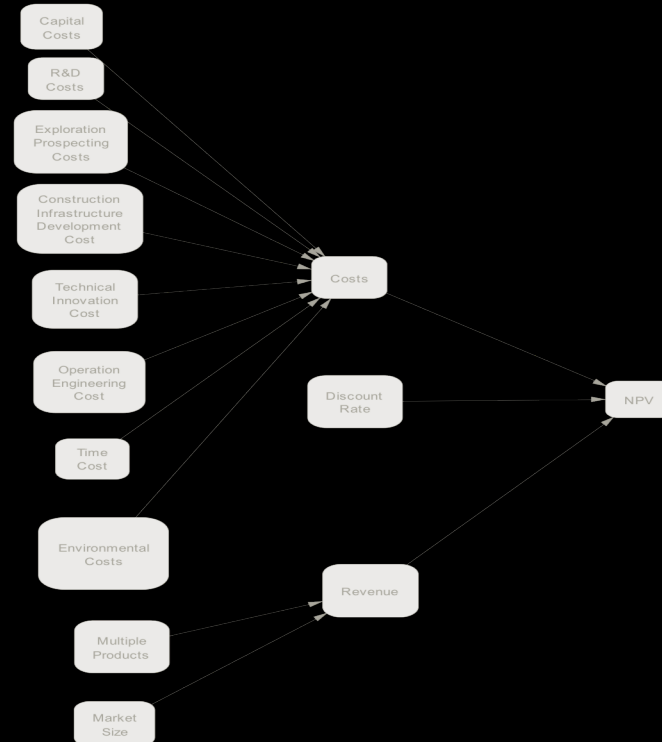 Capital
Costs
R&D
Costs
Exploration
Prospecting
Costs
Construction
Infrastructure
Development
Cost
Technical
Innovation
Cost
Operation
Engineering
Cost
Time
Cost
Environmental
Costs
Multiple
Products
Market
Size
Costs
Discount
Rate
Revenue
NPV